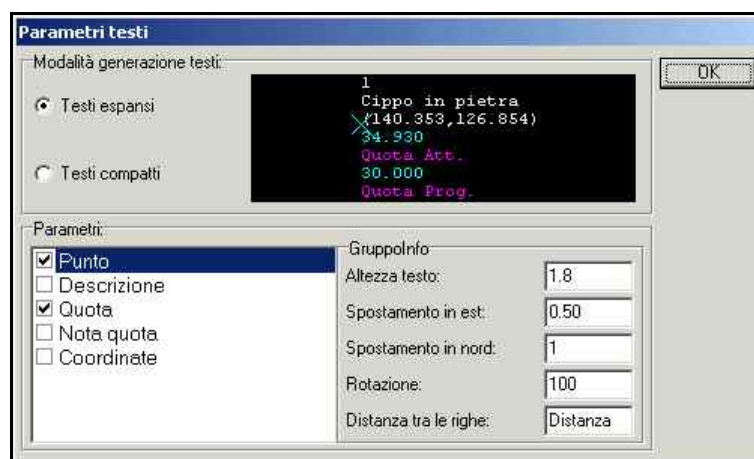 Parametri testi
Modalità generazione testi:
Testi espansi
Testi compatti
1
Cippo in pietra
(140.353,126.854)
34.930
Quota Att.
30.000
Quota Prog.
OK
Parametri:
Punto
Descrizione
Quota
Nota quota
Coordinate
GruppoInfo
Altezza testo: 1.8
Spostamento in est: 0.50
Spostamento in nord: 1
Rotazione: 100
Distanza tra le righe: Distanza